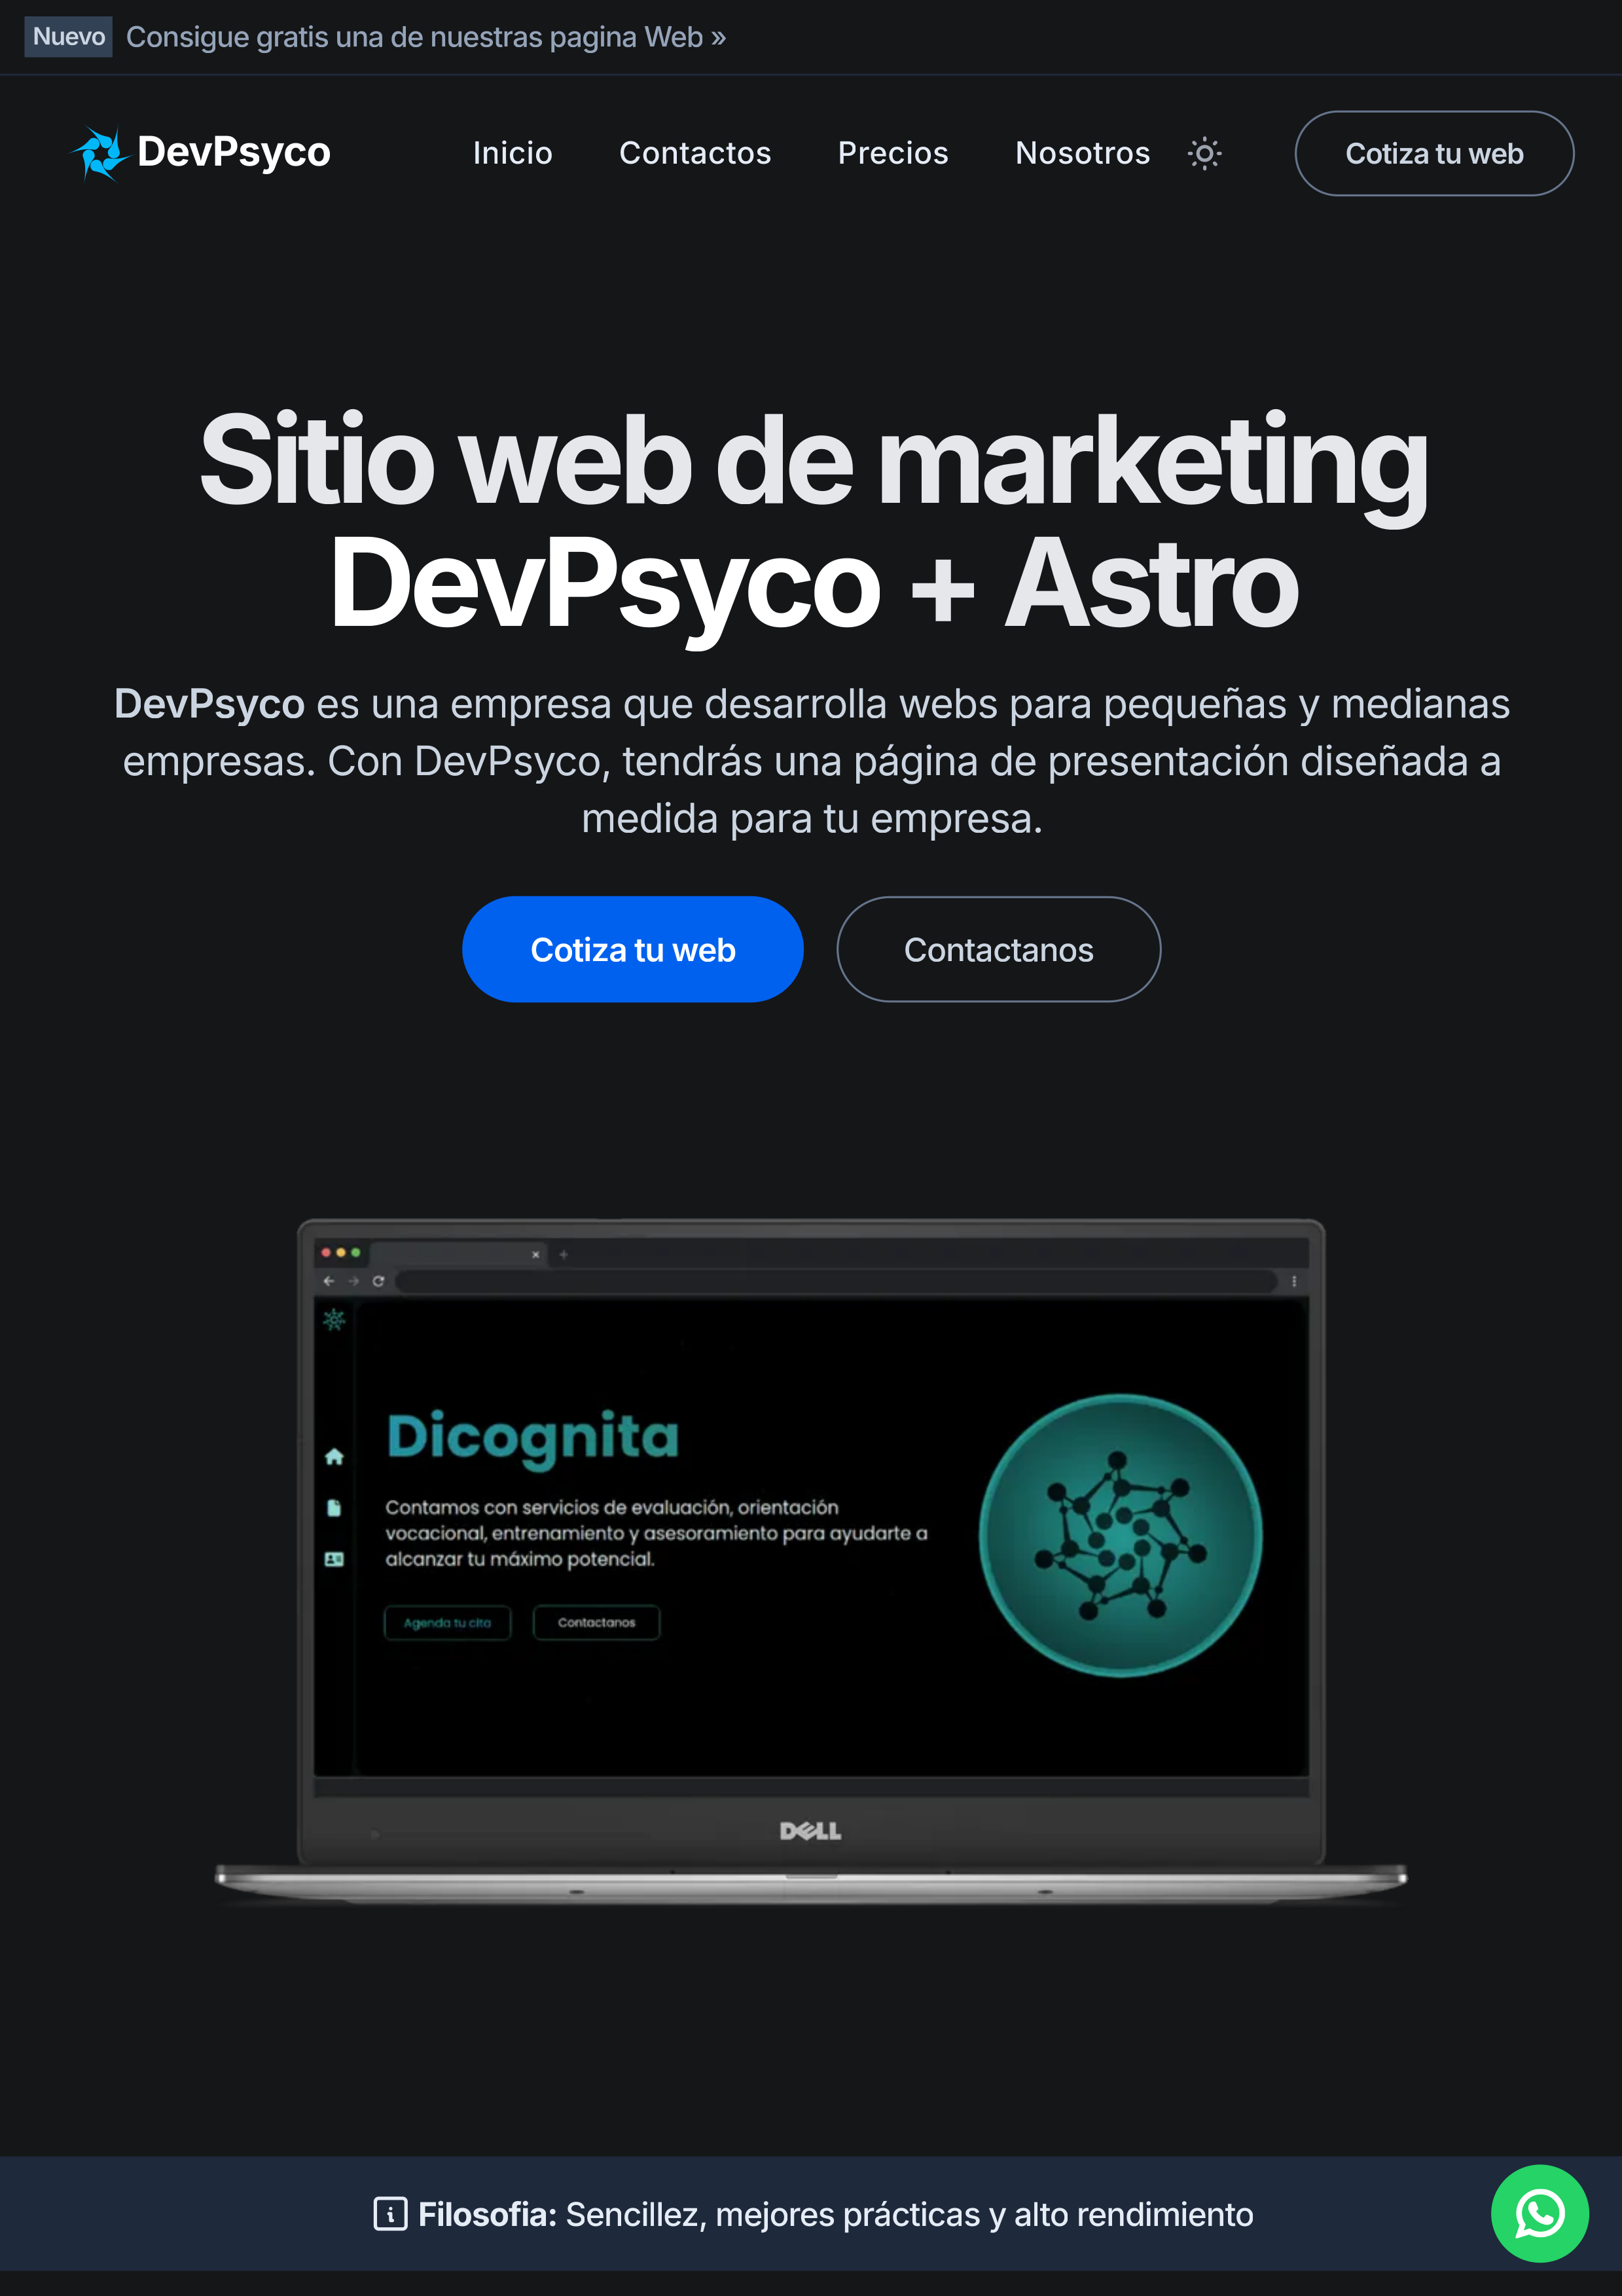 Nuevo Consigue gratis una de nuestras pagina Web »
DevPsyco Inicio Contactos Precios Nosotros Cotiza tu web
Sitio web de marketing
DevPsyco + Astro
DevPsyco es una empresa que desarrolla webs para pequeñas y medianas
empresas. Con DevPsyco, tendrás una página de presentación diseñada a
medida para tu empresa.
Cotiza tu web Contactanos
Dicognita
Contamos con servicios de evaluación, orientación
vocacional, entrenamiento y asesoramiento para ayudarte a
alcanzar tu máximo potencial.
Agenda tu cita Contactanos
DELL
Filosofia: Sencillez, mejores prácticas y alto rendimiento